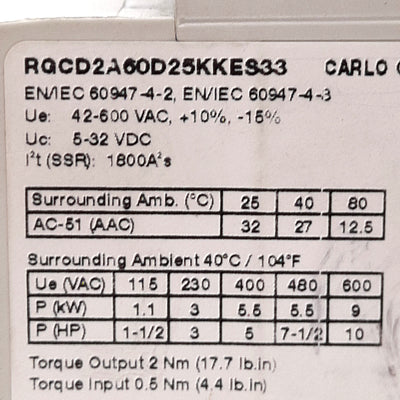 RGCD2A60D25KKES33 CARLO
EN/IEC 60947-4-2, EN/IEC 60947-4-3
Ue: 42-600 VAC, +10%, -15%
Uc: 5-32 VDC
I²t (SSR): 1800A²s
Surrounding Amb. (°C) 25 40 80
AC-51 (AAC) 32 27 12.5
Surrounding Ambient 40°C / 104°F
Ue (VAC) 115 230 400 480 600
P (kW) 1.1 3 5.5 5.5 9
P (HP) 1-1/2 3 5 7-1/2 10
Torque Output 2 Nm (17.7 lb.in)
Torque Input 0.5 Nm (4.4 lb.in)